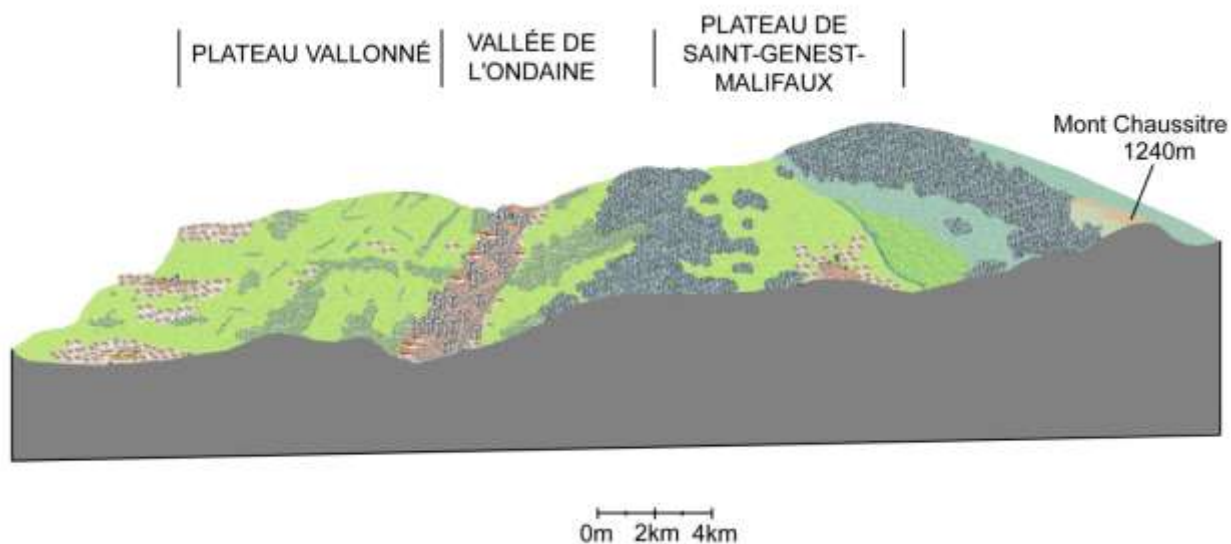 PLATEAU VALLONNÉ
VALLÉE DE
L'ONDAINE
PLATEAU DE
SAINT-GENEST-
MALIFAUX
Mont Chaussitre
1240m
0m 2km 4km